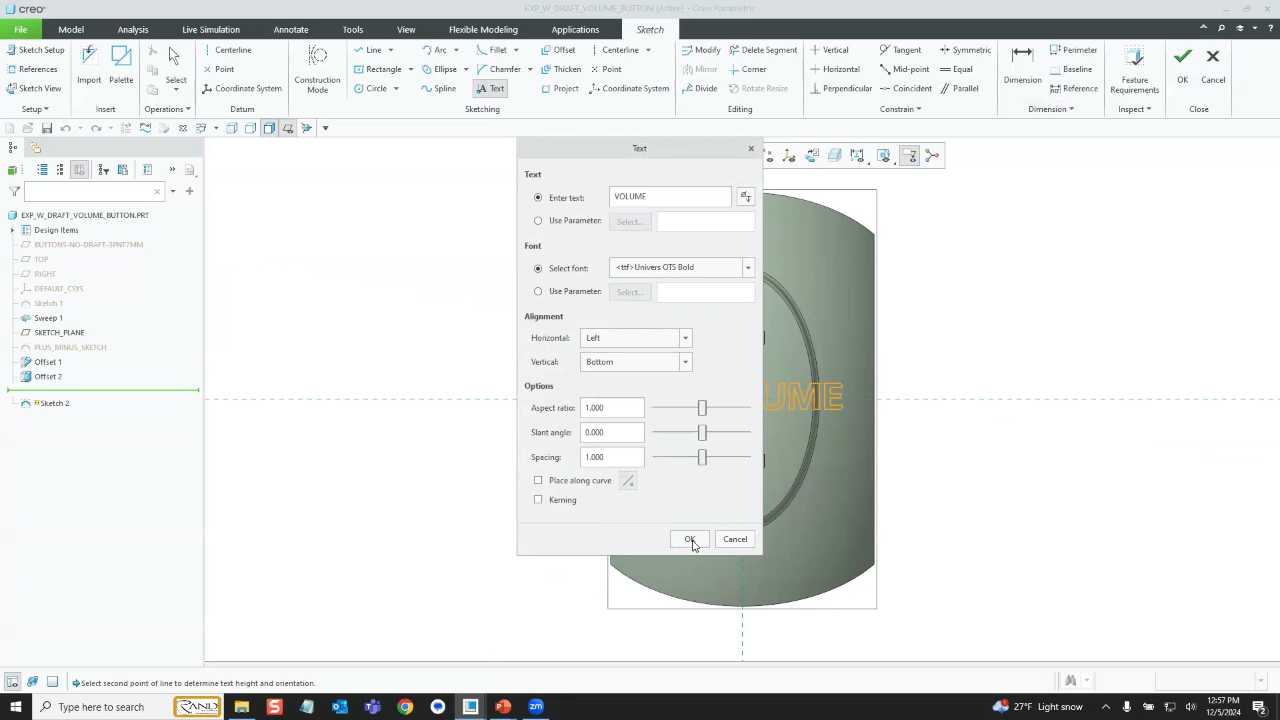 creo
EXP_W_DRAFT_VOLUME_BUTTON (Active) - Creo Parametric
File Model Analysis Live Simulation Annotate Tools View Flexible Modeling Applications Sketch
Sketch Setup Centerline Line Arc Fillet Offset Centerline Modify Delete Segment Vertical Tangent Symmetric Perimeter
References Import Palette Select Point Construction Mode Rectangle Ellipse Chamfer Thicken Point Mirror Corner Horizontal Mid-point Equal Dimension Baseline Feature Requirements OK Cancel
Sketch View Coordinate System Circle Spline Text Project Coordinate System Divide Rotate Resize Perpendicular Coincident Parallel Reference
Setup Insert Operations Datum Sketching Editing Constrain Dimension Inspect Close
Text
Text
Enter text: VOLUME
Use Parameter: Select...
Font
Select font: <ttf>Univers OTS Bold
Use Parameter: Select...
Alignment
Horizontal: Left
Vertical: Bottom
Options
Aspect ratio: 1.000
Slant angle: 0.000
Spacing: 1.000
Place along curve
Kerning
OK Cancel
EXP_W_DRAFT_VOLUME_BUTTON.PRT
Design Items
BUTTONS-NO-DRAFT-3PNT7MM
TOP
RIGHT
DEFAULT_CSYS
Sketch 1
Sweep 1
SKETCH_PLANE
PLUS_MINUS_SKETCH
Offset 1
Offset 2
Sketch 2
UME
Select second point of line to determine text height and orientation.
Type here to search
RAND
27°F Light snow
12:57 PM
12/5/2024
2